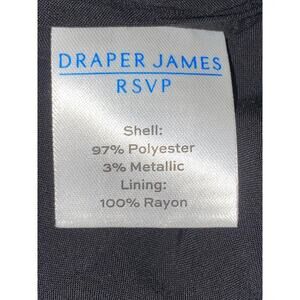 DRAPER JAMES
RSVP
Shell:
97% Polyester
3% Metallic
Lining:
100% Rayon